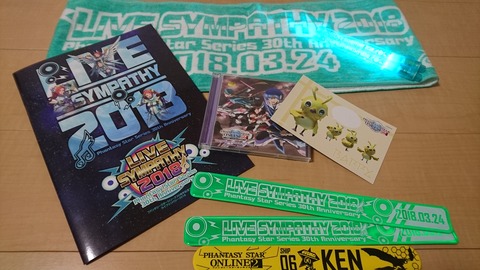 LIVE SYMPATHY 2018
Phantasy Star Series 30th Anniversary
2018.03.24
LIVE
SYMPATHY
2018
Phantasy Star Series 30th Anniversary
LIVE
SYMPATHY
2018
LIVE SYMPATHY 2018
Phantasy Star Series 30th Anniversary
2018.03.24
LIVE SYMPATHY 2018
Phantasy Star Series 30th Anniversary
PHANTASY STAR
ONLINE 2
SHIP
06
KEN